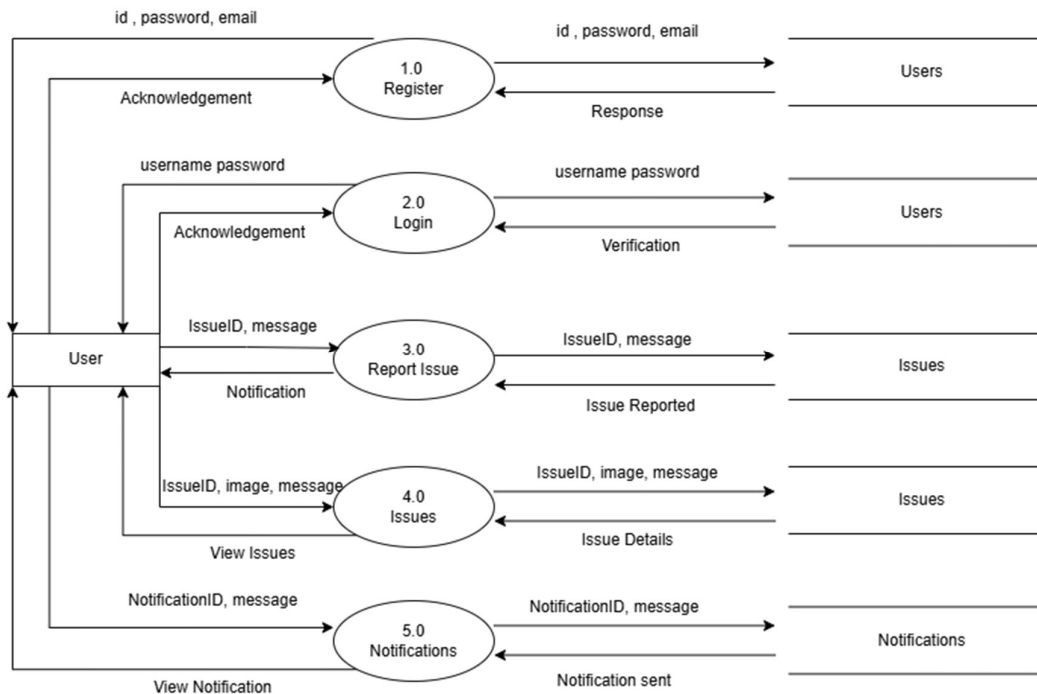 id , password, email
id , password, email
1.0
Register
Users
Acknowledgement
Response
username password
username password
2.0
Login
Users
Acknowledgement
Verification
IssueID, message
IssueID, message
3.0
Report Issue
User
Issues
Notification
Issue Reported
IssueID, image, message
IssueID, image, message
4.0
Issues
Issues
View Issues
Issue Details
NotificationID, message
NotificationID, message
5.0
Notifications
Notifications
View Notification
Notification sent